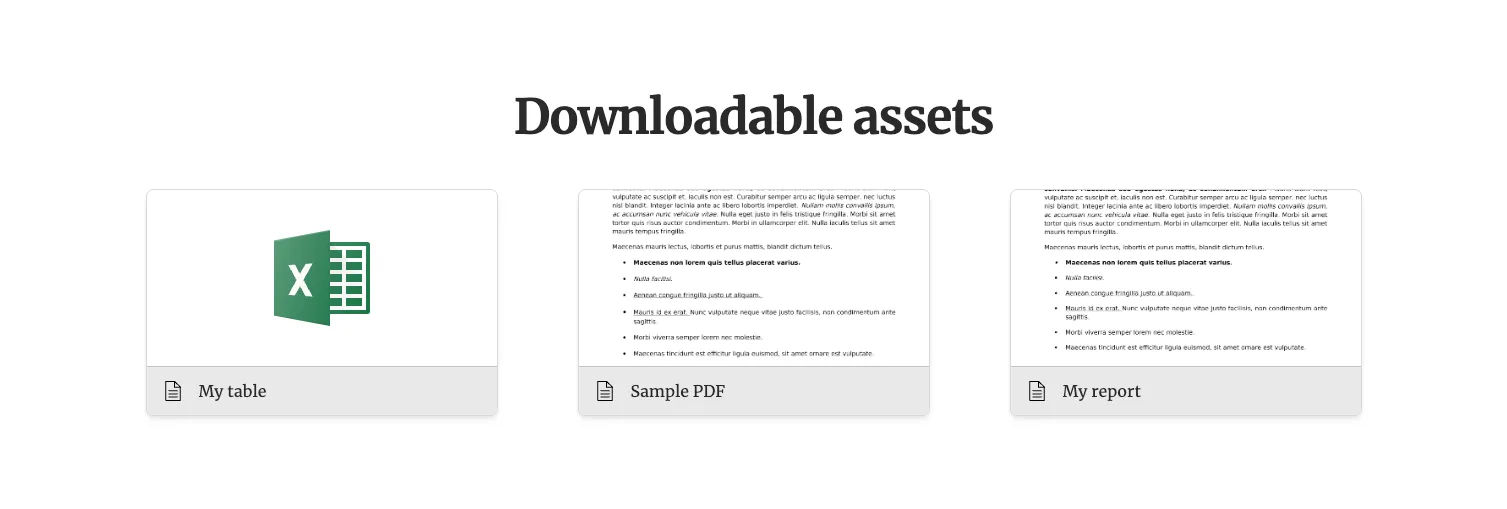 Downloadable assets
X
vulputate ac suscipit et, iaculis non est. Curabitur semper arcu ac ligula semper, nec luctus
nisl blandit. Integer lacinia ante ac libero lobortis imperdiet. Nullam mollis convallis ipsum,
ac accumsan nunc vehicula vitae. Nulla eget justo in felis tristique fringilla. Morbi sit amet
tortor quis risus auctor condimentum. Morbi in ullamcorper elit. Nulla iaculis tellus sit amet
mauris tempus fringilla.
Maecenas mauris lectus, lobortis et purus mattis, blandit dictum tellus.
• Maecenas non lorem quis tellus placerat varius.
• Nulla facilisi.
• Aenean congue fringilla justo ut aliquam.
• Mauris id ex erat. Nunc vulputate neque vitae justo facilisis, non condimentum ante
sagittis.
• Morbi viverra semper lorem nec molestie.
• Maecenas tincidunt est efficitur ligula euismod, sit amet ornare est vulputate.
vulputate ac suscipit et, iaculis non est. Curabitur semper arcu ac ligula semper, nec luctus
nisl blandit. Integer lacinia ante ac libero lobortis imperdiet. Nullam mollis convallis ipsum,
ac accumsan nunc vehicula vitae. Nulla eget justo in felis tristique fringilla. Morbi sit amet
tortor quis risus auctor condimentum. Morbi in ullamcorper elit. Nulla iaculis tellus sit amet
mauris tempus fringilla.
Maecenas mauris lectus, lobortis et purus mattis, blandit dictum tellus.
• Maecenas non lorem quis tellus placerat varius.
• Nulla facilisi.
• Aenean congue fringilla justo ut aliquam.
• Mauris id ex erat. Nunc vulputate neque vitae justo facilisis, non condimentum ante
sagittis.
• Morbi viverra semper lorem nec molestie.
• Maecenas tincidunt est efficitur ligula euismod, sit amet ornare est vulputate.
My table
Sample PDF
My report